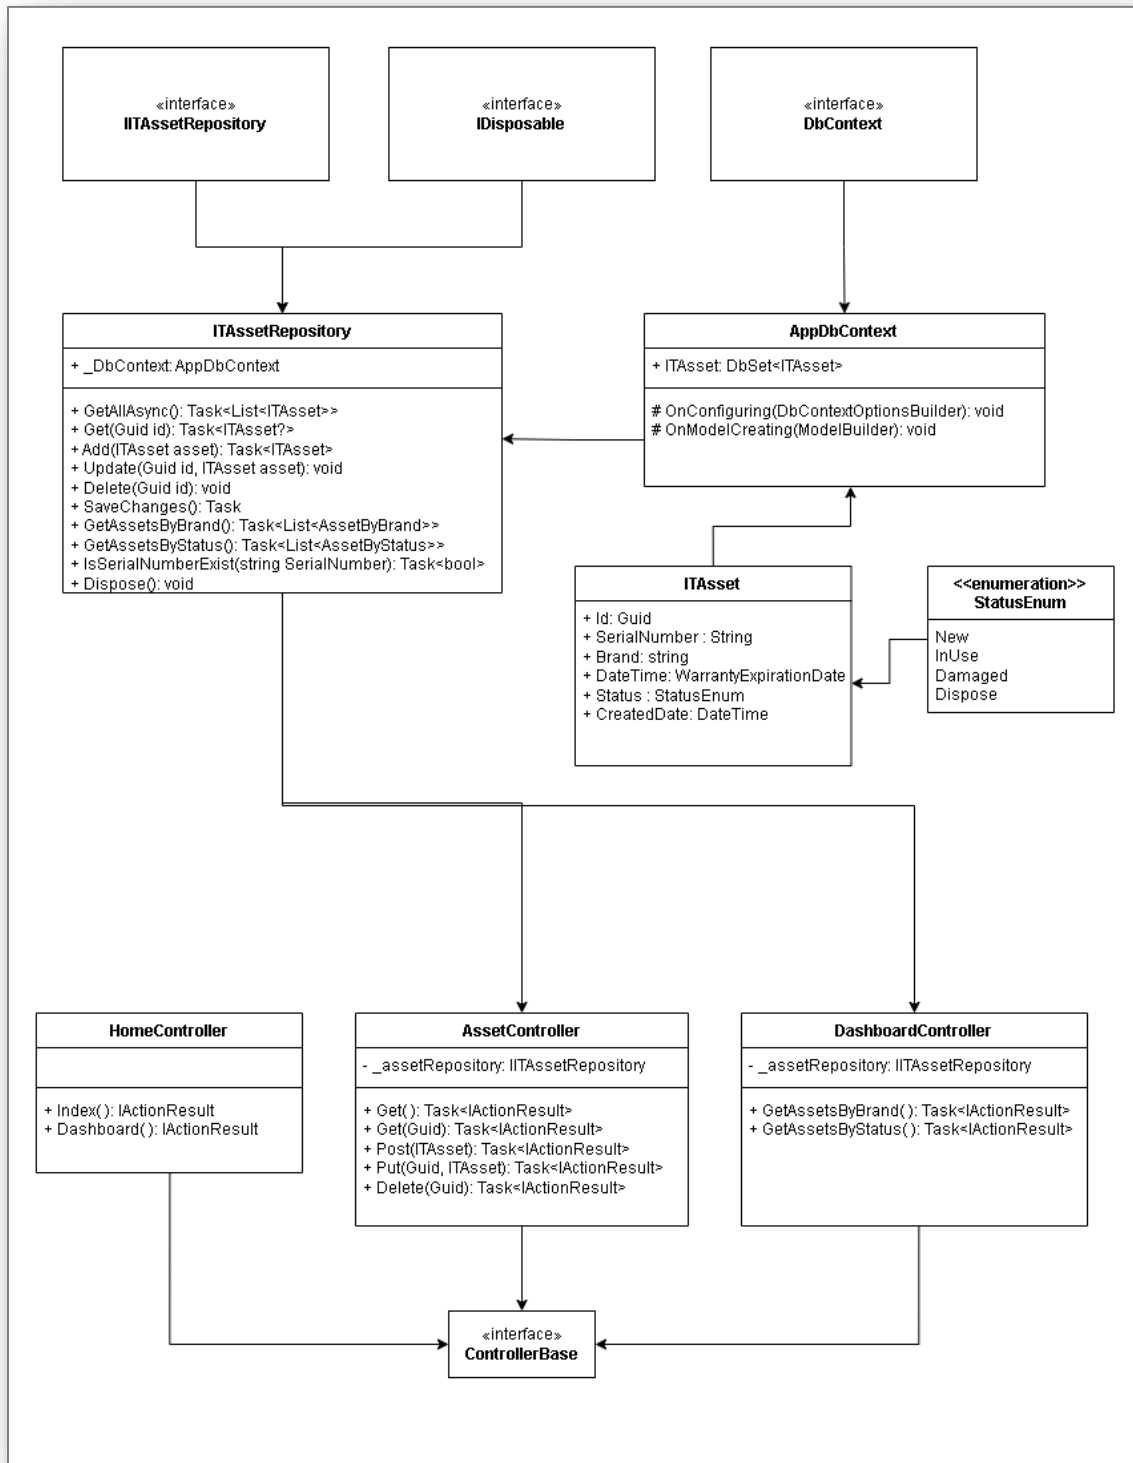 «interface»
IITAssetRepository
«interface»
IDisposable
«interface»
DbContext
ITAssetRepository
+ _DbContext: AppDbContext
+ GetAllAsync(): Task<List<ITAsset>>
+ Get(Guid id): Task<ITAsset?>
+ Add(ITAsset asset): Task<ITAsset>
+ Update(Guid id, ITAsset asset): void
+ Delete(Guid id): void
+ SaveChanges(): Task
+ GetAssetsByBrand(): Task<List<AssetByBrand>>
+ GetAssetsByStatus(): Task<List<AssetByStatus>>
+ IsSerialNumberExist(string SerialNumber): Task<bool>
+ Dispose(): void
AppDbContext
+ ITAsset: DbSet<ITAsset>
# OnConfiguring(DbContextOptionsBuilder): void
# OnModelCreating(ModelBuilder): void
ITAsset
+ Id: Guid
+ SerialNumber : String
+ Brand: string
+ DateTime: WarrantyExpirationDate
+ Status : StatusEnum
+ CreatedDate: DateTime
<<enumeration>>
StatusEnum
New
InUse
Damaged
Dispose
HomeController
+ Index(): IActionResult
+ Dashboard(): IActionResult
AssetController
- _assetRepository: IITAssetRepository
+ Get(): Task<IActionResult>
+ Get(Guid): Task<IActionResult>
+ Post(ITAsset): Task<IActionResult>
+ Put(Guid, ITAsset): Task<IActionResult>
+ Delete(Guid): Task<IActionResult>
DashboardController
- _assetRepository: IITAssetRepository
+ GetAssetsByBrand(): Task<IActionResult>
+ GetAssetsByStatus(): Task<IActionResult>
«interface»
ControllerBase